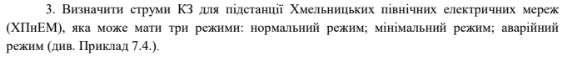 3. Визначити струми КЗ для підстанції Хмельницьких північних електричних мереж
(ХПнЕМ), яка може мати три режими: нормальний режим; мінімальний режим; аварійний
режим (див. Приклад 7.4.).